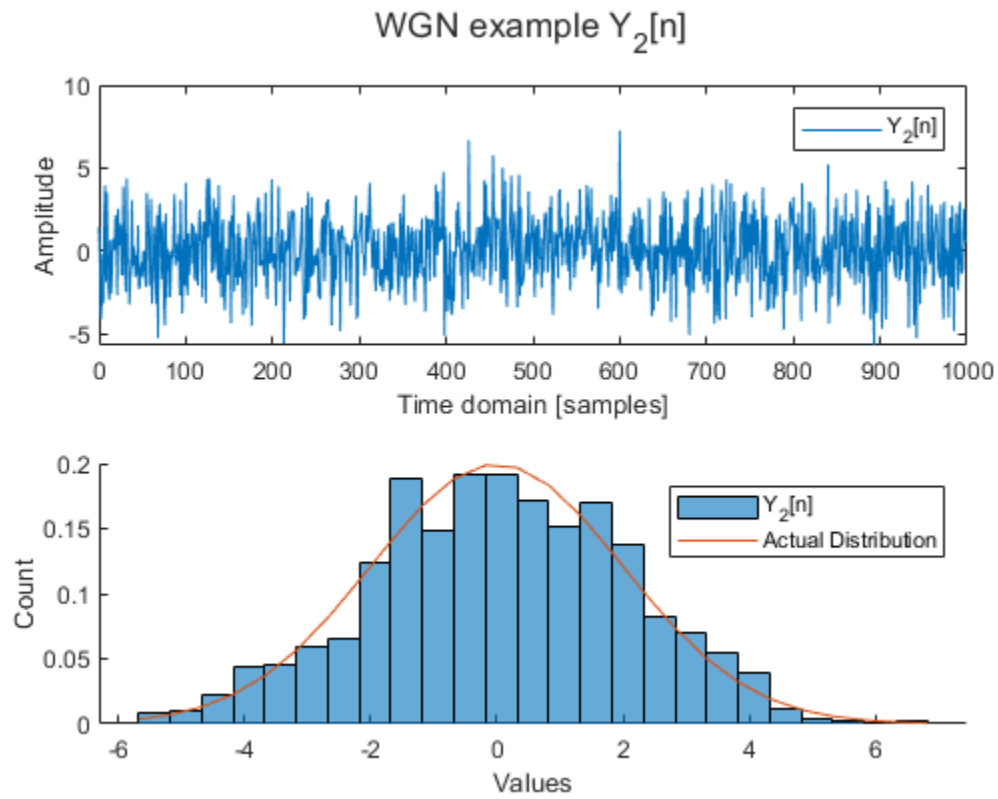 WGN example Y2[n]
10
5
0
-5
Amplitude
Y2[n]
0 100 200 300 400 500 600 700 800 900 1000
Time domain [samples]
0.2
0.15
0.1
0.05
0
Count
Y2[n]
Actual Distribution
-6 -4 -2 0 2 4 6
Values